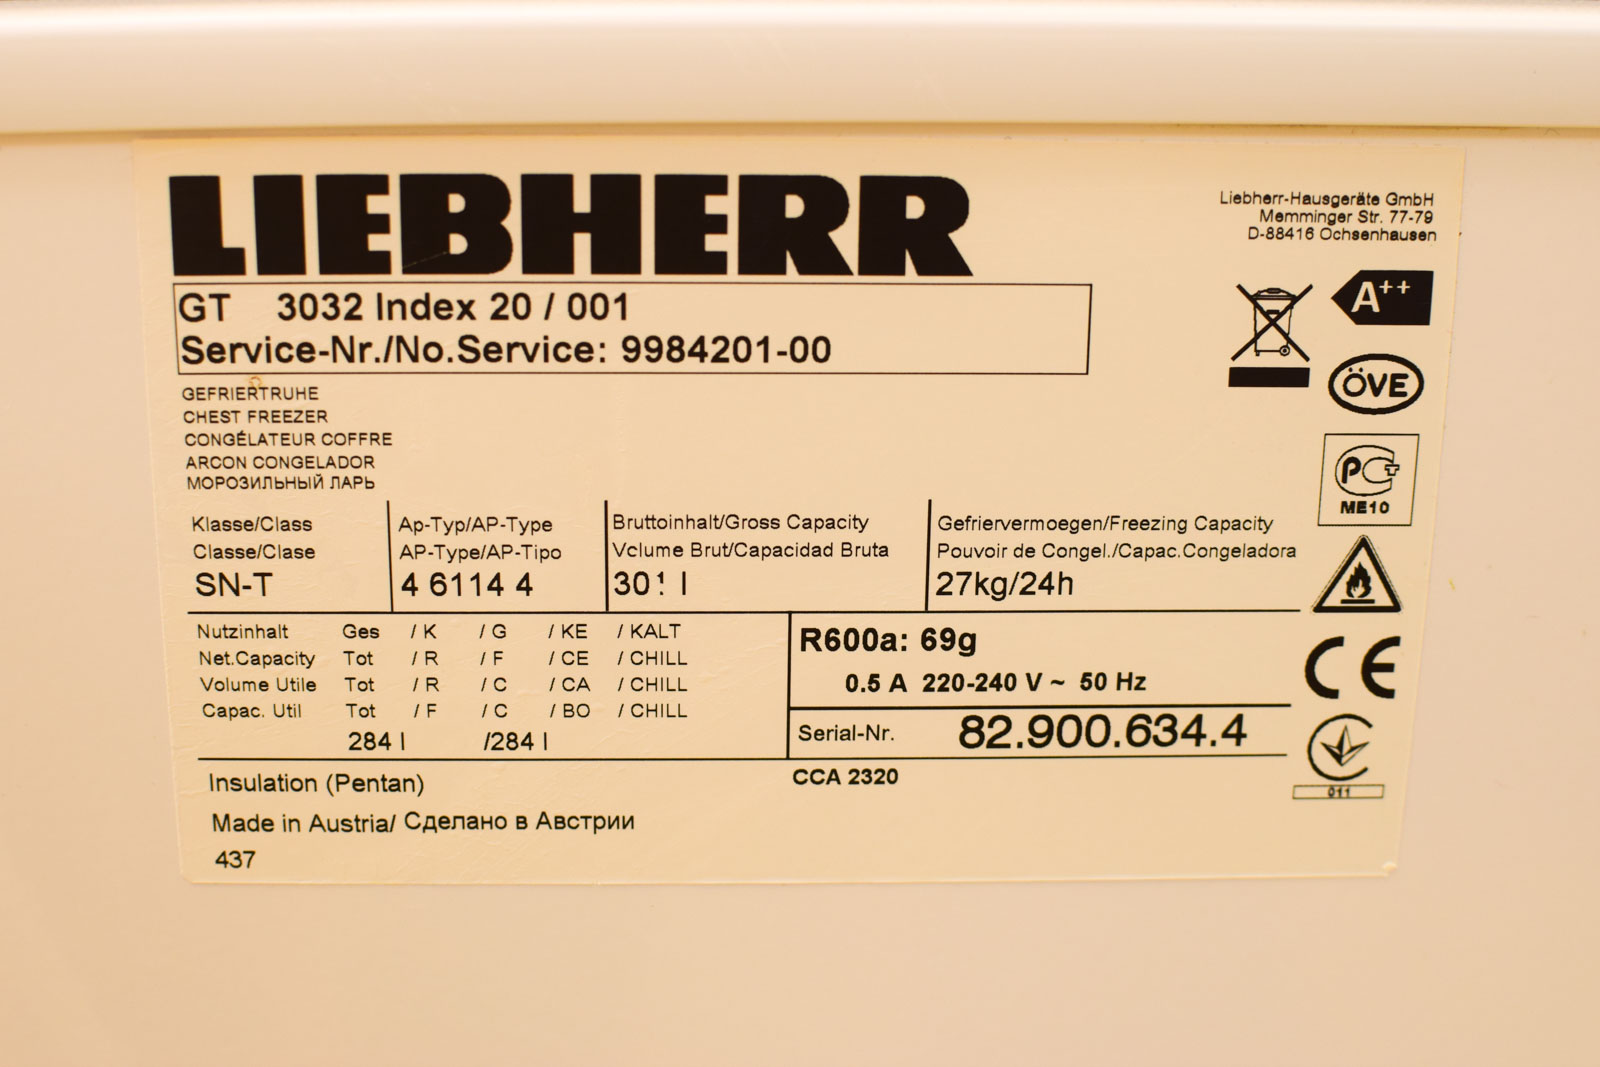 LIEBHERR
Liebherr-Hausgeräte GmbH
Memminger Str. 77-79
D-88416 Ochsenhausen
GT 3032 Index 20 / 001
Service-Nr./No.Service: 9984201-00
A++
ÖVE
GEFRIERTRUHE
CHEST FREEZER
CONGÉLATEUR COFFRE
ARCON CONGELADOR
МОРОЗИЛЬНЫЙ ЛАРЬ
PCT
ME10
Klasse/Class Ap-Typ/AP-Type Bruttoinhalt/Gross Capacity Gefriervermoegen/Freezing Capacity
Classe/Clase AP-Type/AP-Tipo Volume Brut/Capacidad Bruta Pouvoir de Congel./Capac.Congeladora
SN-T 4 6114 4 l 27kg/24h
Nutzinhalt Ges / K / G / KE / KALT
Net.Capacity Tot / R / F / CE / CHILL
Volume Utile Tot / R / C / CA / CHILL
Capac. Util Tot / F / C / BO / CHILL
284 l /284 l
R600a: 69g
0.5 A 220-240 V ~ 50 Hz
Serial-Nr. 82.900.634.4
CE
011
Insulation (Pentan) CCA 2320
Made in Austria/ Сделано в Австрии
437